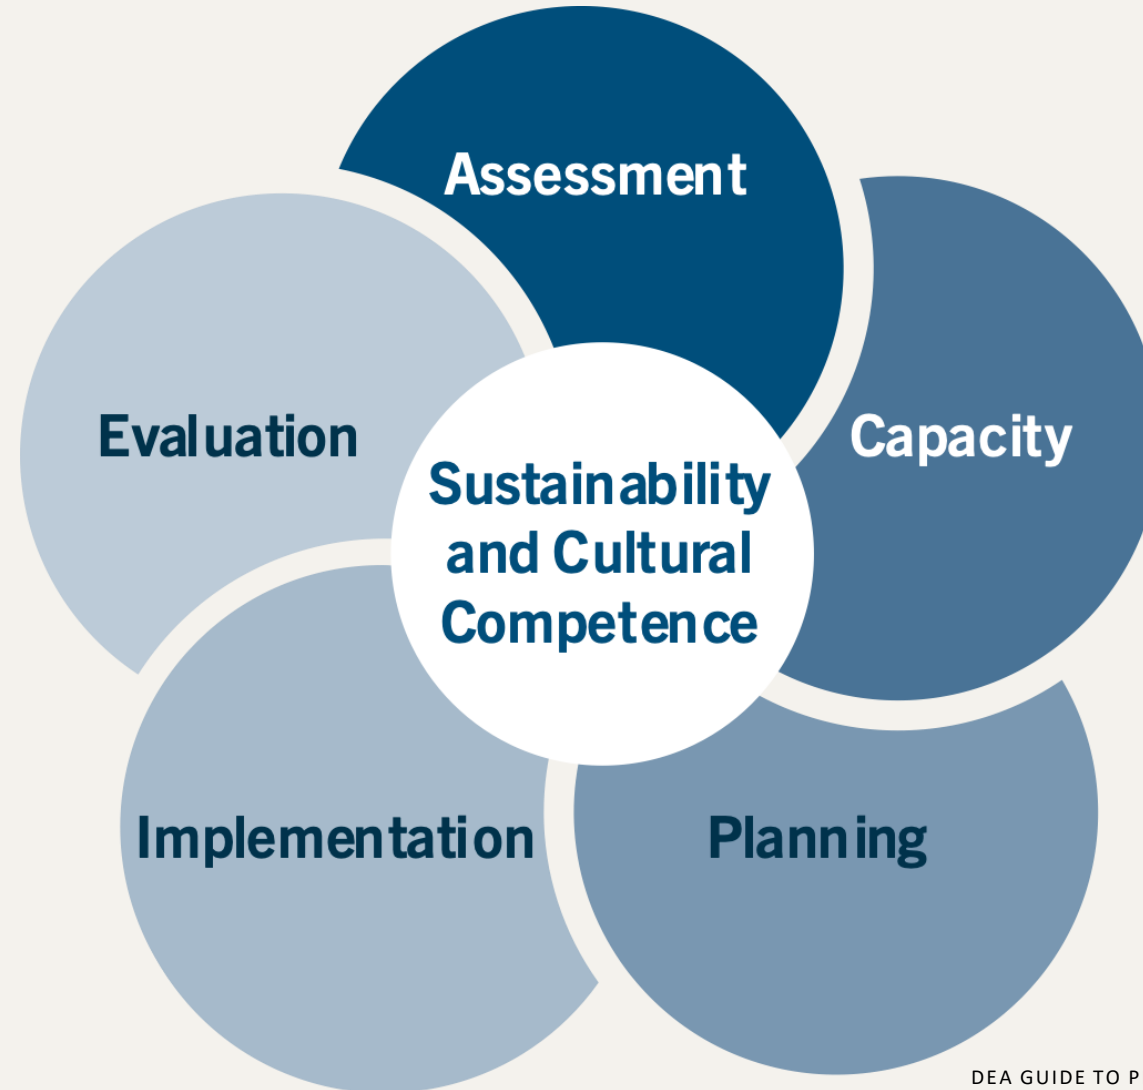 Assessment
Capacity
Evaluation
Sustainability
and Cultural
Competence
Implementation
Planning
DEA GUIDE TO P